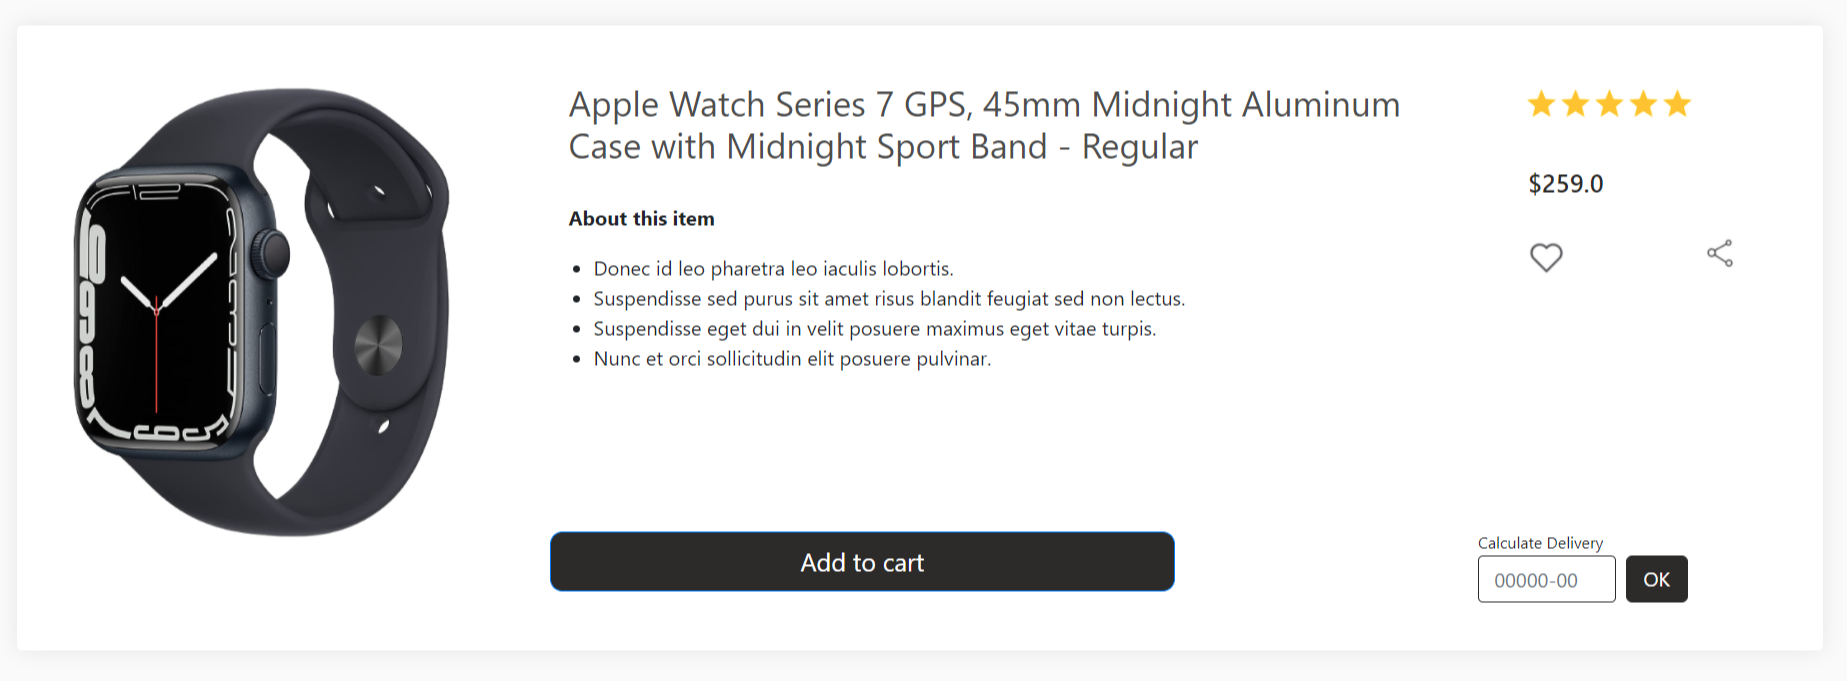 Apple Watch Series 7 GPS, 45mm Midnight Aluminum
Case with Midnight Sport Band - Regular
$259.0
About this item
Donec id leo pharetra leo iaculis lobortis.
Suspendisse sed purus sit amet risus blandit feugiat sed non lectus.
Suspendisse eget dui in velit posuere maximus eget vitae turpis.
Nunc et orci sollicitudin elit posuere pulvinar.
Add to cart
Calculate Delivery
00000-00
OK